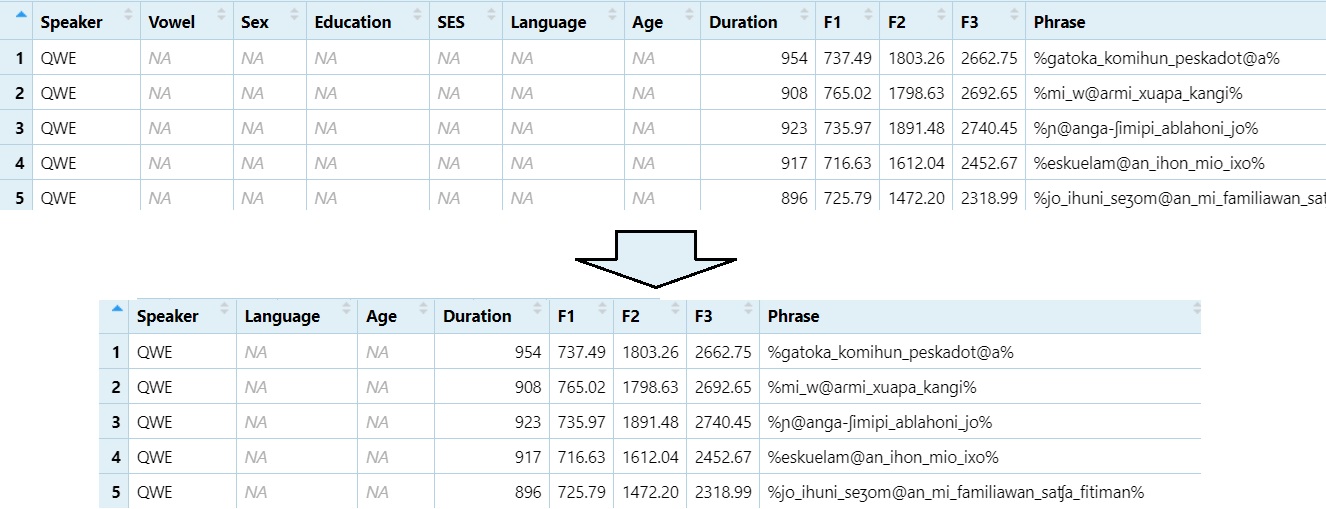 Speaker Vowel Sex Education SES Language Age Duration F1 F2 F3 Phrase
1 QWE NA NA NA NA NA NA 954 737.49 1803.26 2662.75 %gatoka_komihun_peskadot@a%
2 QWE NA NA NA NA NA NA 908 765.02 1798.63 2692.65 %mi_w@armi_xuapa_kangi%
3 QWE NA NA NA NA NA NA 923 735.97 1891.48 2740.45 %ɲ@anga-ʃimipi_ablahoni_jo%
4 QWE NA NA NA NA NA NA 917 716.63 1612.04 2452.67 %eskuelam@an_ihon_mio_ixo%
5 QWE NA NA NA NA NA NA 896 725.79 1472.20 2318.99 %jo_ihuni_seʒom@an_mi_familiawan_sat
Speaker Language Age Duration F1 F2 F3 Phrase
1 QWE NA NA 954 737.49 1803.26 2662.75 %gatoka_komihun_peskadot@a%
2 QWE NA NA 908 765.02 1798.63 2692.65 %mi_w@armi_xuapa_kangi%
3 QWE NA NA 923 735.97 1891.48 2740.45 %ɲ@anga-ʃimipi_ablahoni_jo%
4 QWE NA NA 917 716.63 1612.04 2452.67 %eskuelam@an_ihon_mio_ixo%
5 QWE NA NA 896 725.79 1472.20 2318.99 %jo_ihuni_seʒom@an_mi_familiawan_saʧa_fitiman%